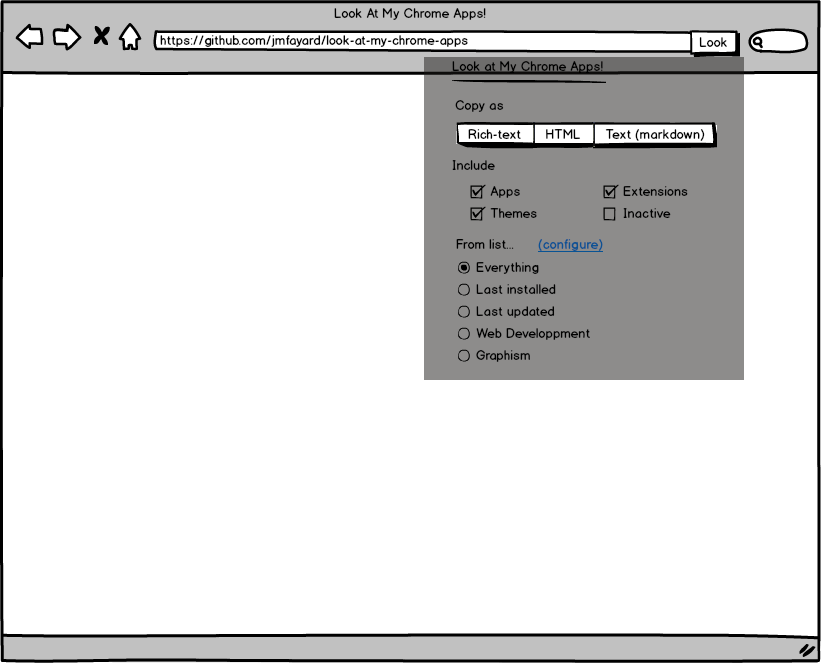 Look At My Chrome Apps!
https://github.com/jmfayard/look-at-my-chrome-apps Look
Look at My Chrome Apps!
Copy as
Rich-text HTML Text (markdown)
Include
Apps Extensions
Themes Inactive
From list... (configure)
Everything
Last installed
Last updated
Web Developpment
Graphism